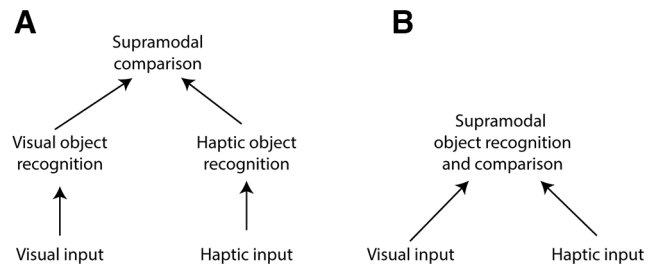 A
Supramodal
comparison
Visual object
recognition
Haptic object
recognition
Visual input
Haptic input
B
Supramodal
object recognition
and comparison
Visual input
Haptic input